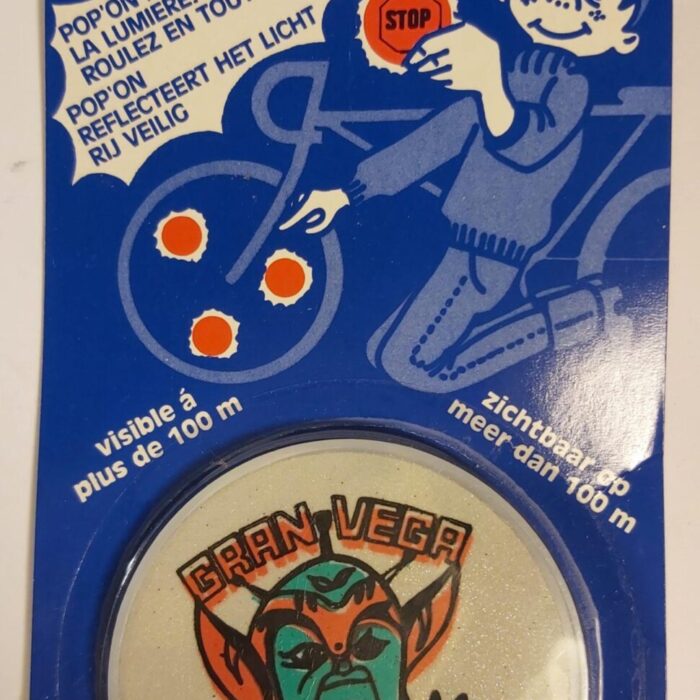 POP'ON
LA LUMIERE
ROULEZ EN TOUT
POP'ON
REFLECTEERT HET LICHT
RIJ VEILIG
STOP
visible á
plus de 100 m
zichtbaar op
meer dan 100 m
GRAN VEGA